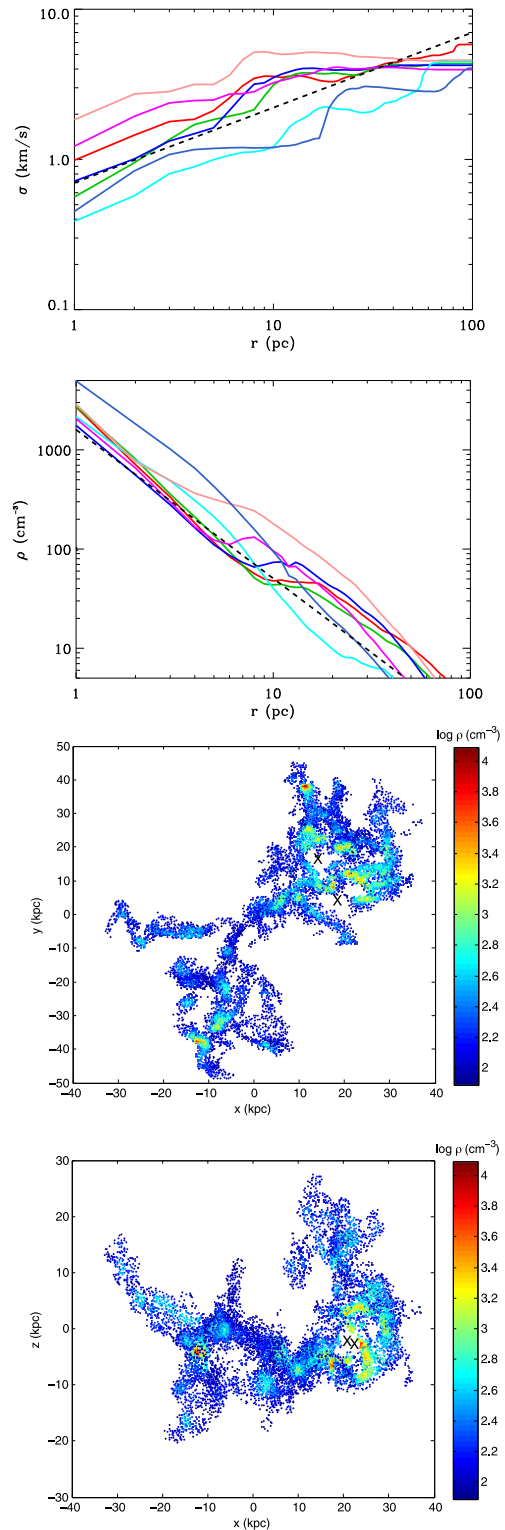 10.0
1.0
0.1
σ (km/s)
1 10 100
r (pc)
1000
100
10
ρ (cm⁻³)
1 10 100
r (pc)
log ρ (cm⁻³)
50
40
30
20
10
0
−10
−20
−30
−40
−50
y (kpc)
X
X
−40 −30 −20 −10 0 10 20 30 40
x (kpc)
4
3.8
3.6
3.4
3.2
3
2.8
2.6
2.4
2.2
2
log ρ (cm⁻³)
30
20
10
0
−10
−20
−30
z (kpc)
X X
−40 −30 −20 −10 0 10 20 30 40
x (kpc)
4
3.8
3.6
3.4
3.2
3
2.8
2.6
2.4
2.2
2